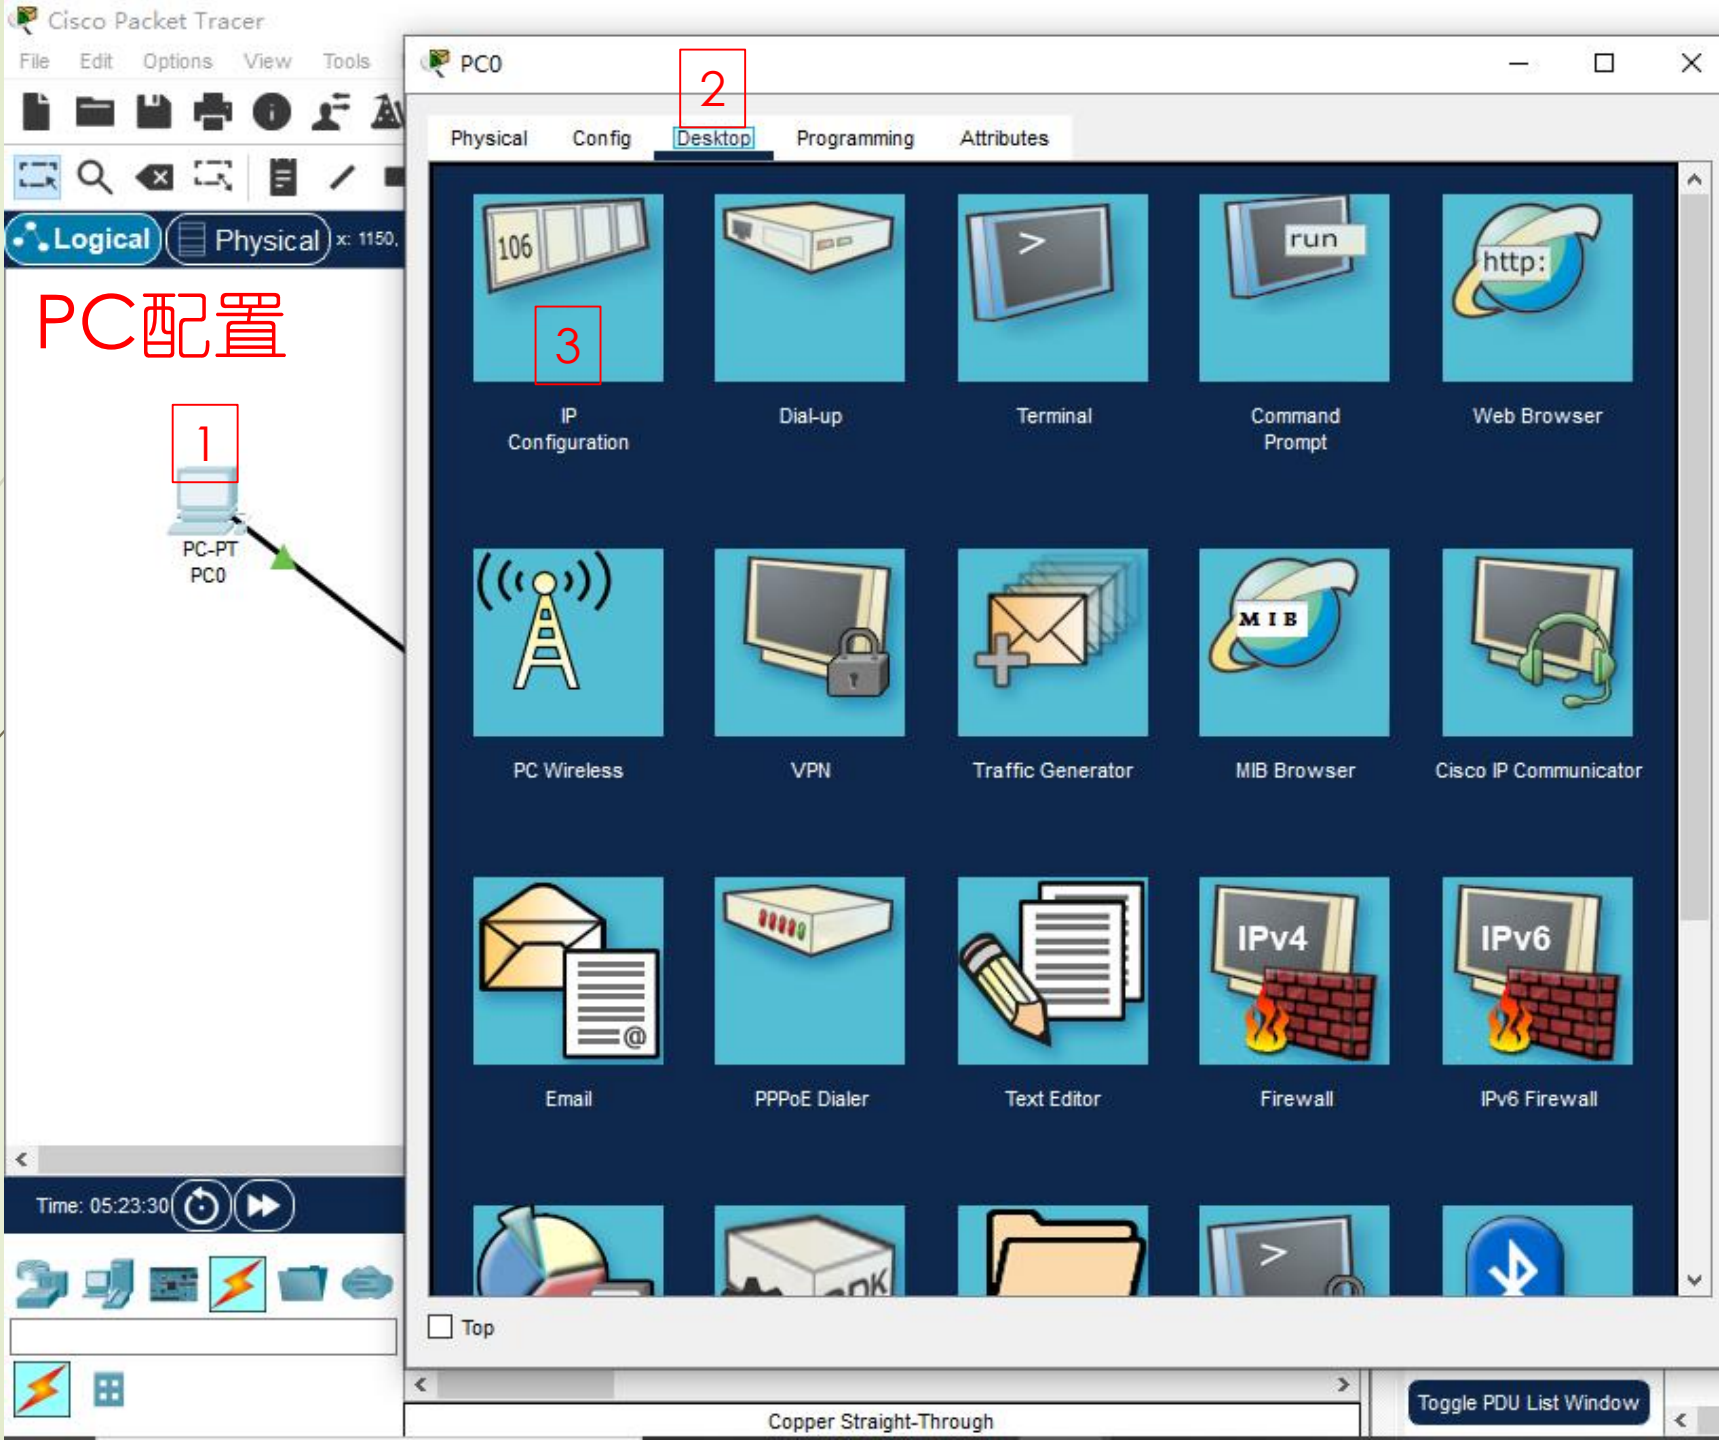 Cisco Packet Tracer
File Edit Options View Tools
PC0
2
Physical Config Desktop Programming Attributes
Logical Physical x: 1150,
PC配置
1
PC-PT
PC0
106
3
IP
Configuration
Dial-up
>
Terminal
run
Command
Prompt
http:
Web Browser
PC Wireless
VPN
Traffic Generator
MIB
MIB Browser
Cisco IP Communicator
@
Email
PPPoE Dialer
Text Editor
IPv4
Firewall
IPv6
IPv6 Firewall
>
Time: 05:23:30
Top
Copper Straight-Through
Toggle PDU List Window